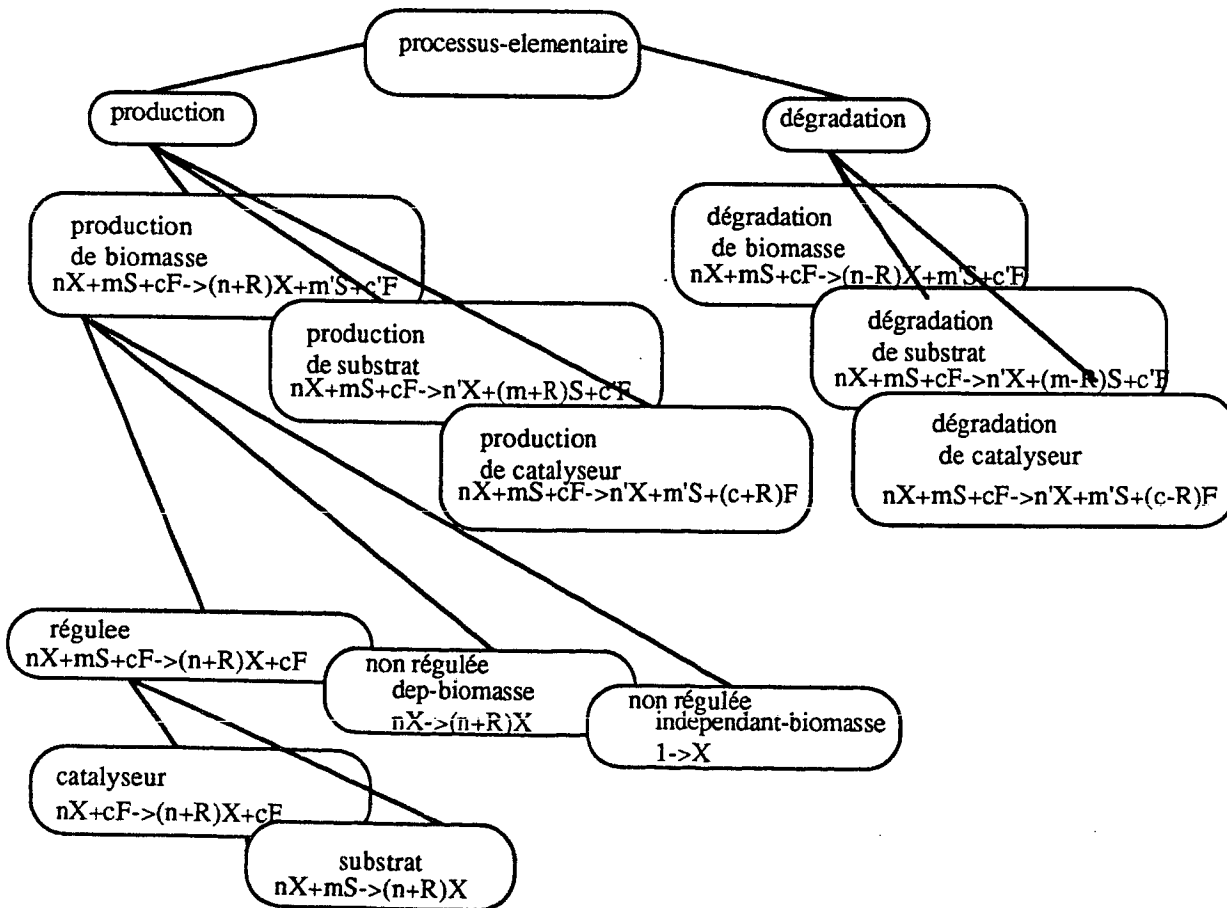 processus-elementaire
production
dégradation
production
de biomasse
nX+mS+cF->(n+R)X+m'S+c'F
dégradation
de biomasse
nX+mS+cF->(n-R)X+m'S+c'F
production
de substrat
nX+mS+cF->n'X+(m+R)S+c'F
dégradation
de substrat
nX+mS+cF->n'X+(m-R)S+c'F
production
de catalyseur
nX+mS+cF->n'X+m'S+(c+R)F
dégradation
de catalyseur
nX+mS+cF->n'X+m'S+(c-R)F
régulee
nX+mS+cF->(n+R)X+cF
non régulée
dep-biomasse
nX->(n+R)X
non régulée
independant-biomasse
1->X
catalyseur
nX+cF->(n+R)X+cF
substrat
nX+mS->(n+R)X